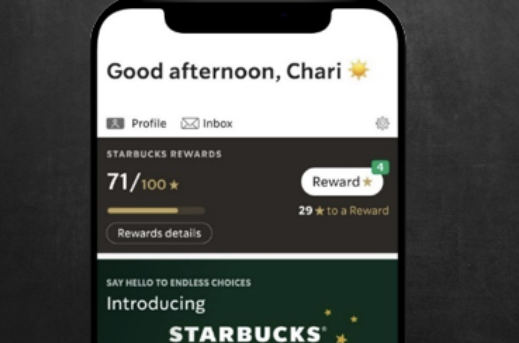 Good afternoon, Chari
Profile Inbox
STARBUCKS REWARDS
71/100
4
Reward
29 to a Reward
Rewards details
SAY HELLO TO ENDLESS CHOICES
Introducing
STARBUCKS®